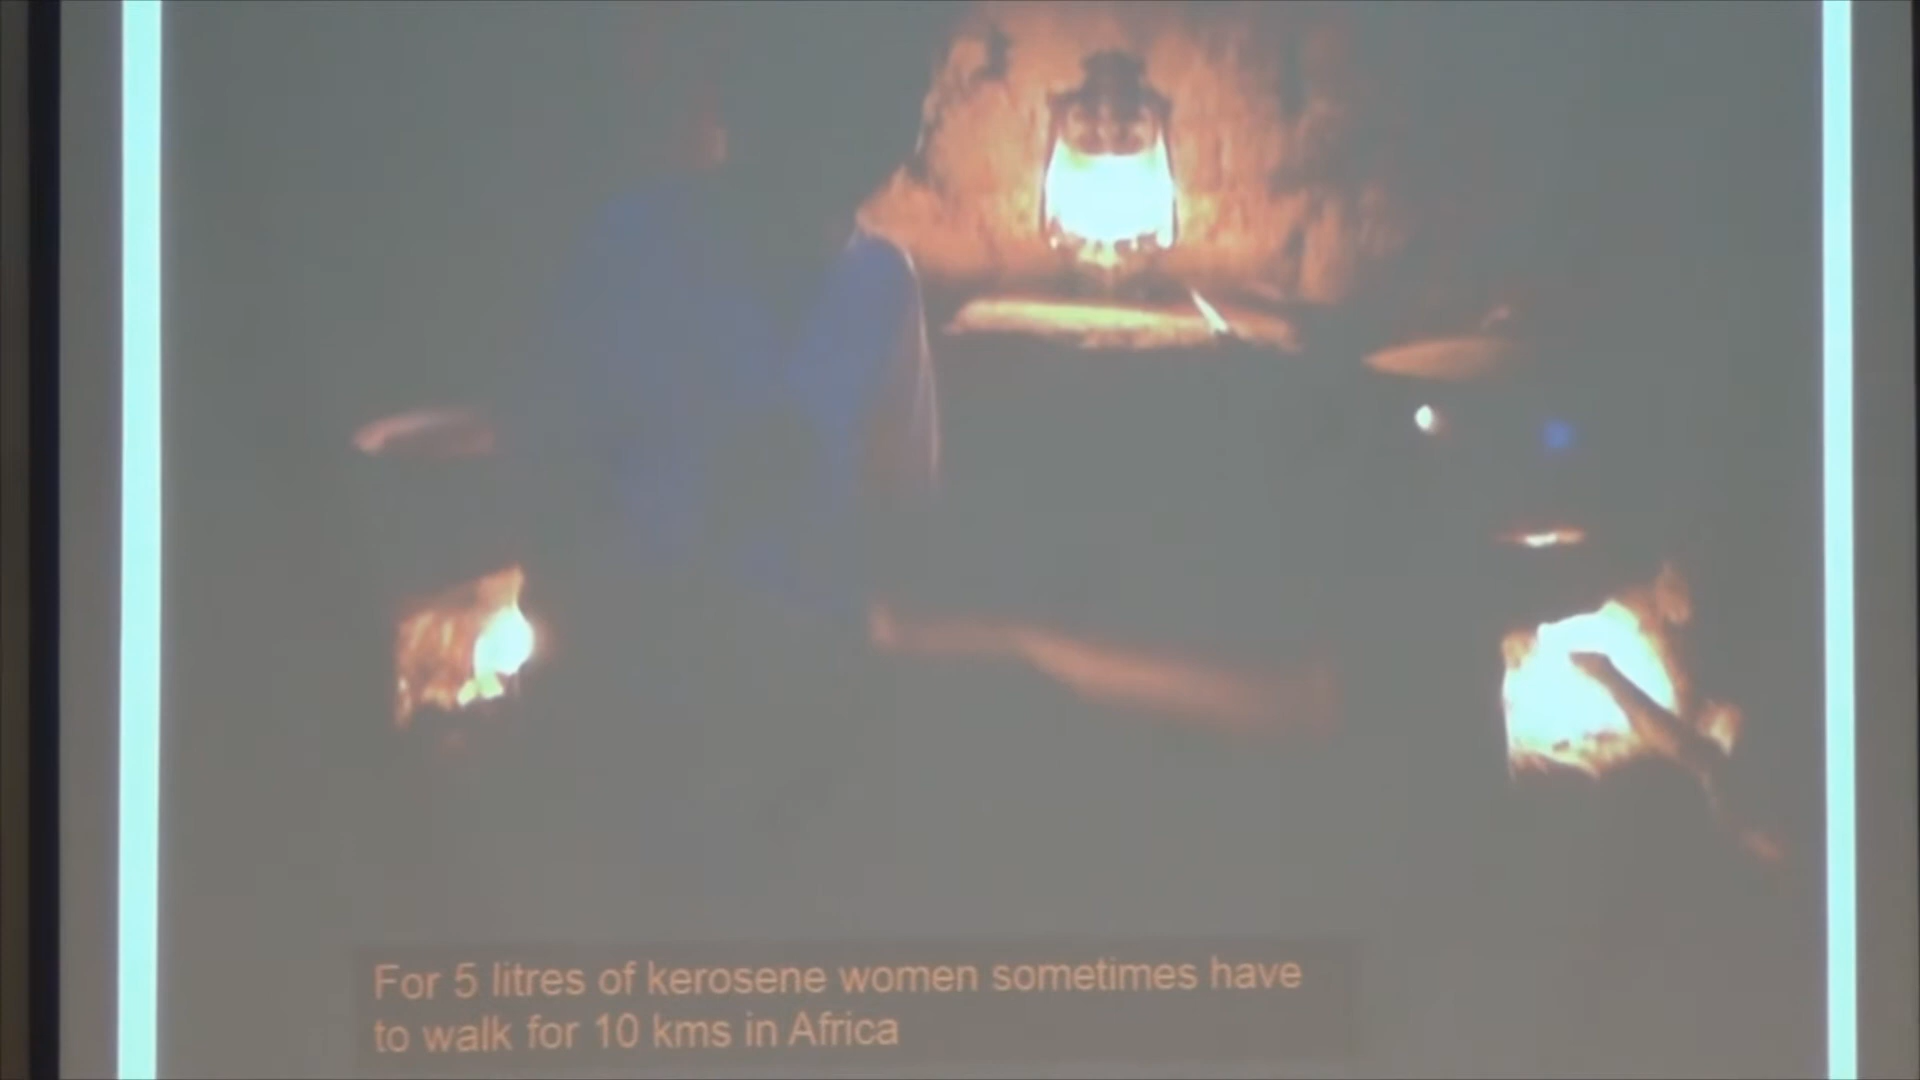 For 5 litres of kerosene women sometimes have
to walk for 10 kms in Africa